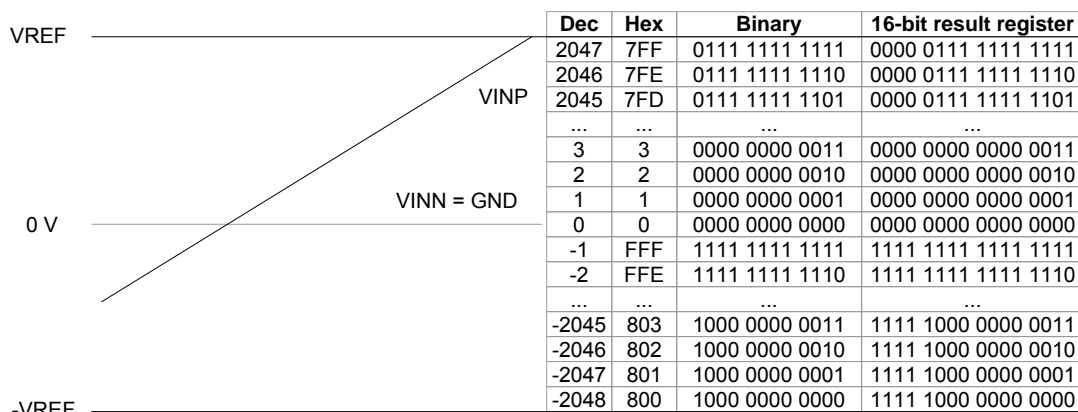 VREF
VINP
VINN = GND
0 V
-VREF
Dec Hex Binary 16-bit result register
2047 7FF 0111 1111 1111 0000 0111 1111 1111
2046 7FE 0111 1111 1110 0000 0111 1111 1110
2045 7FD 0111 1111 1101 0000 0111 1111 1101
... ... ... ...
3 3 0000 0000 0011 0000 0000 0000 0011
2 2 0000 0000 0010 0000 0000 0000 0010
1 1 0000 0000 0001 0000 0000 0000 0001
0 0 0000 0000 0000 0000 0000 0000 0000
-1 FFF 1111 1111 1111 1111 1111 1111 1111
-2 FFE 1111 1111 1110 1111 1111 1111 1110
... ... ... ...
-2045 803 1000 0000 0011 1111 1000 0000 0011
-2046 802 1000 0000 0010 1111 1000 0000 0010
-2047 801 1000 0000 0001 1111 1000 0000 0001
-2048 800 1000 0000 0000 1111 1000 0000 0000